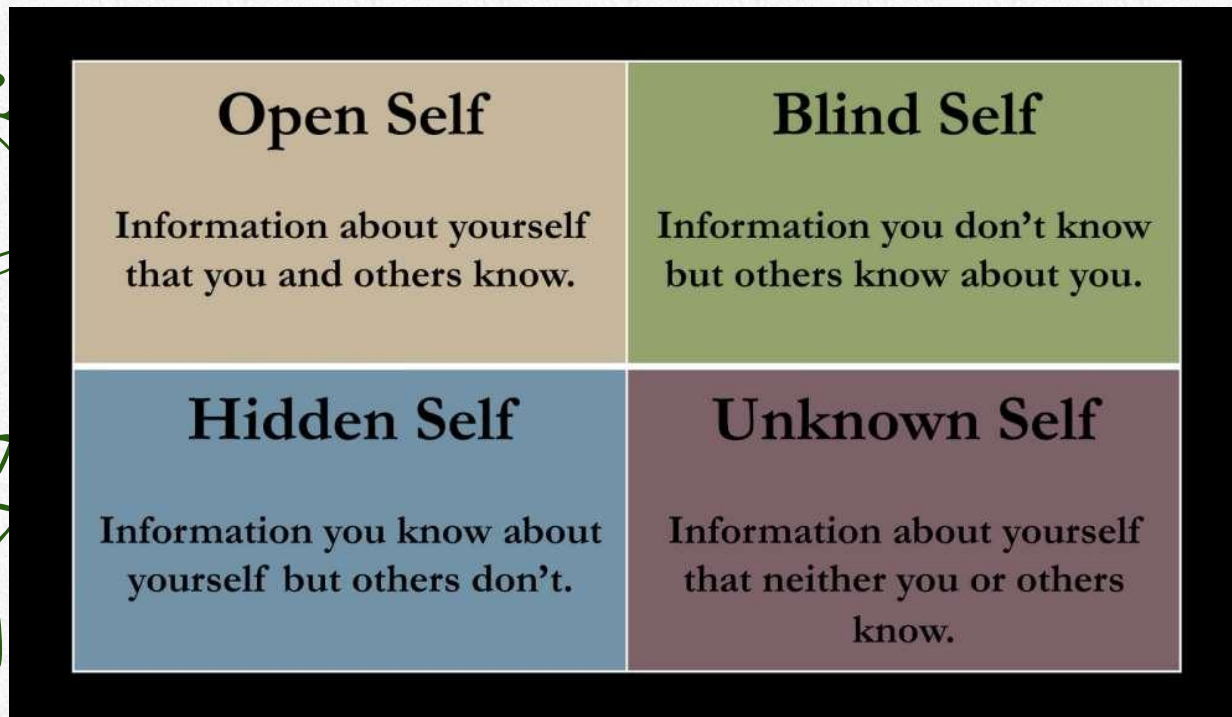 Open Self
Information about yourself
that you and others know.
Blind Self
Information you don’t know
but others know about you.
Hidden Self
Information you know about
yourself but others don’t.
Unknown Self
Information about yourself
that neither you or others
know.